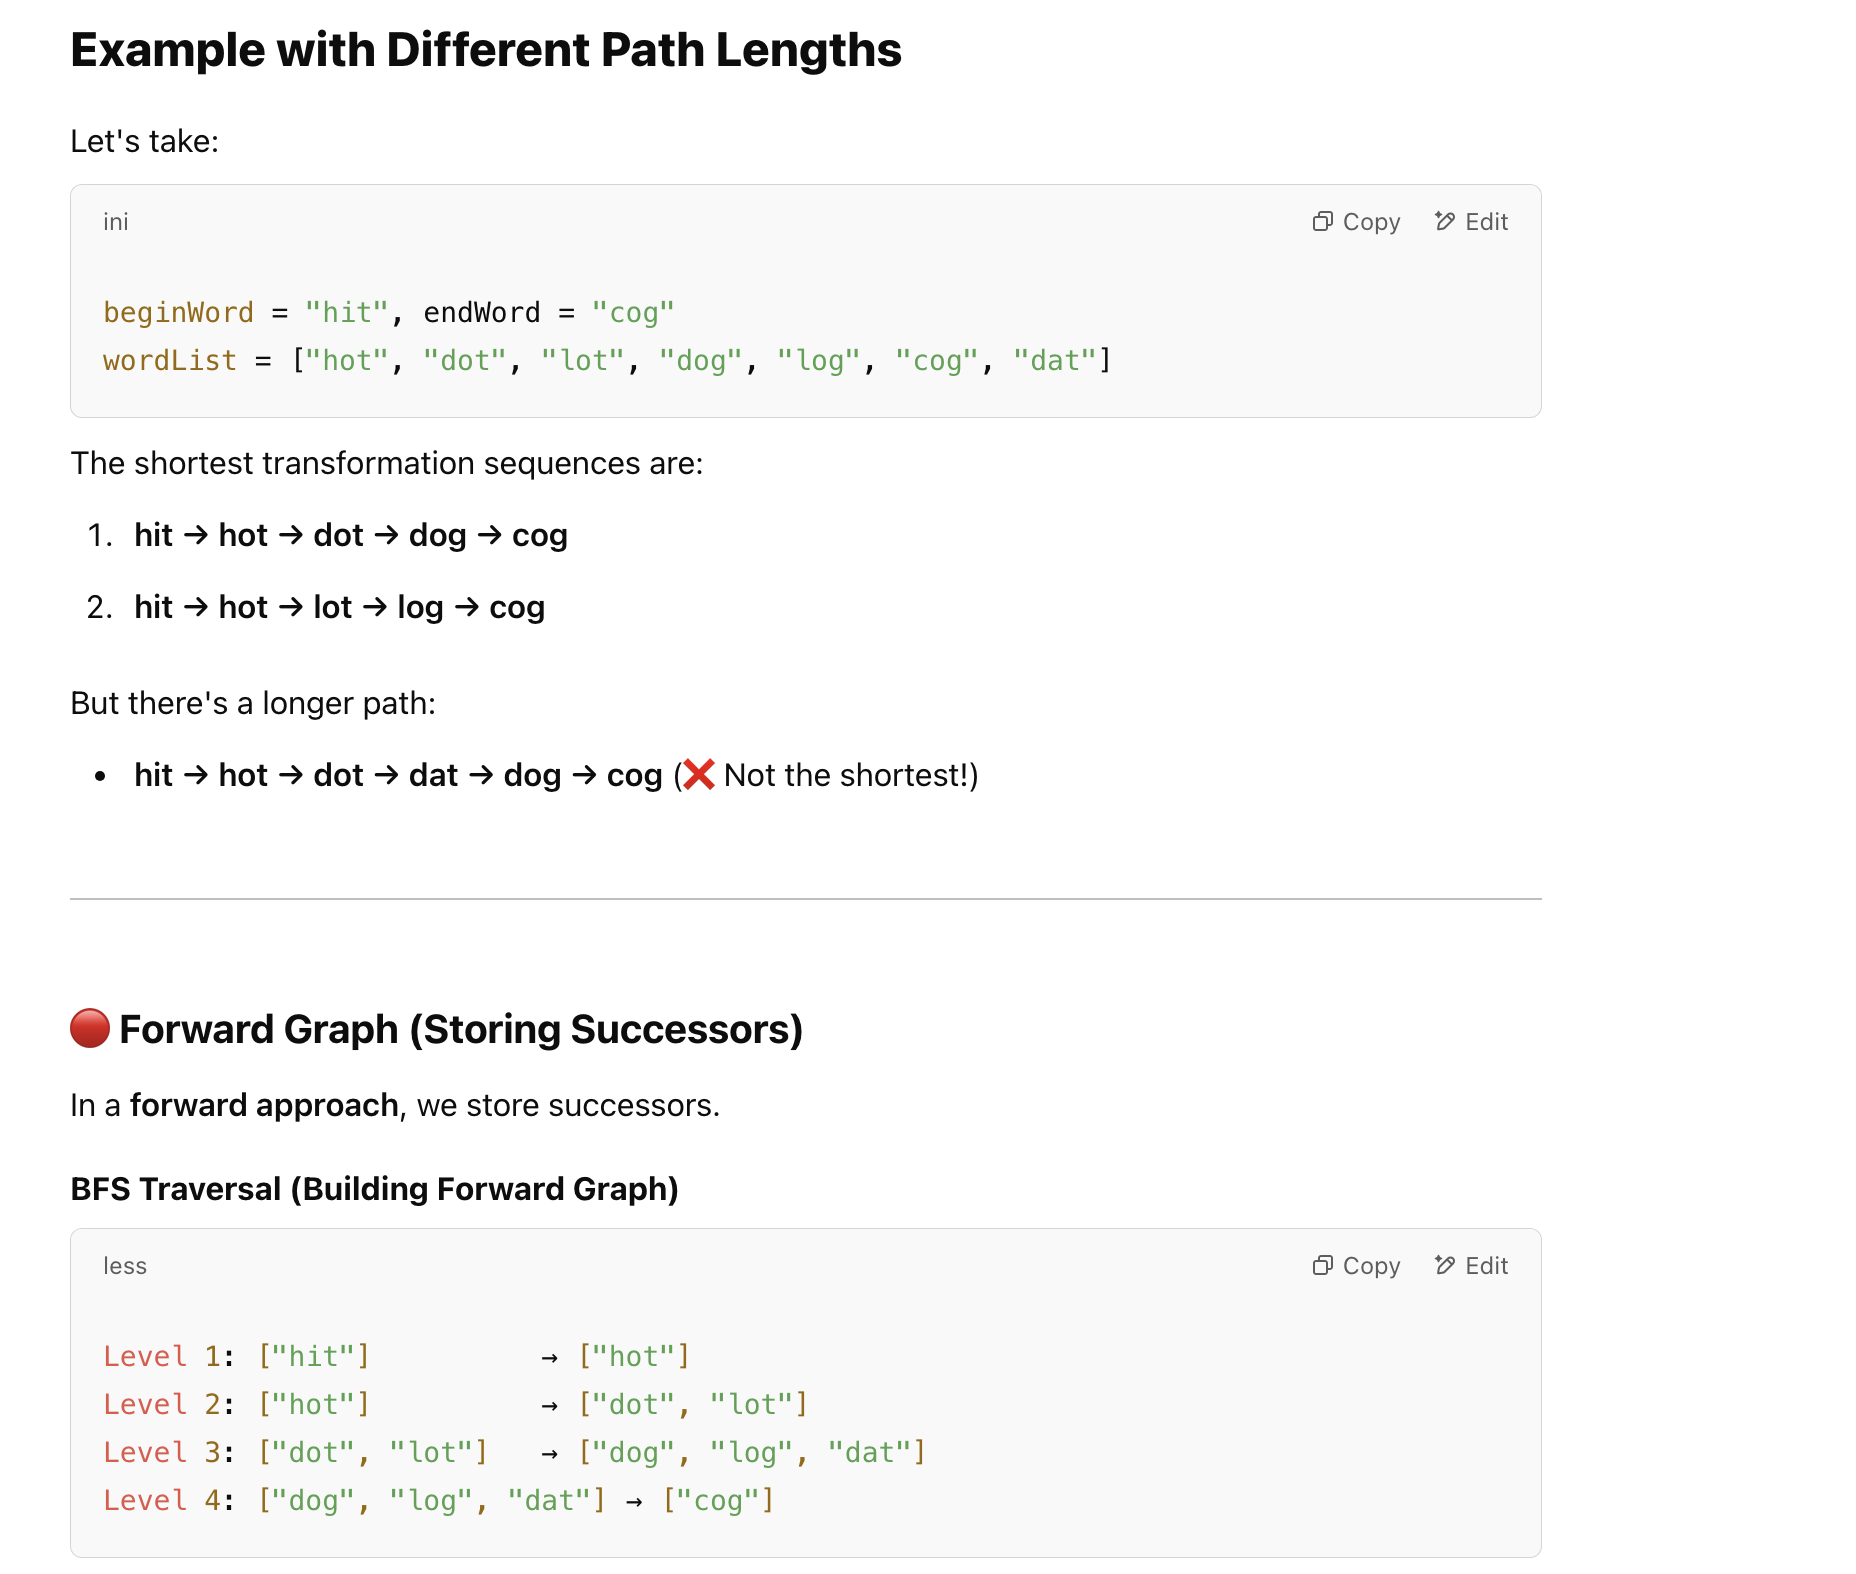 Example with Different Path Lengths
Let's take:
ini
Copy
Edit
beginWord = "hit", endWord = "cog"
wordList = ["hot", "dot", "lot", "dog", "log", "cog", "dat"]
The shortest transformation sequences are:
1. hit → hot → dot → dog → cog
2. hit → hot → lot → log → cog
But there's a longer path:
• hit → hot → dot → dat → dog → cog (❌ Not the shortest!)
🔴 Forward Graph (Storing Successors)
In a forward approach, we store successors.
BFS Traversal (Building Forward Graph)
less
Copy
Edit
Level 1: ["hit"]          → ["hot"]
Level 2: ["hot"]          → ["dot", "lot"]
Level 3: ["dot", "lot"]   → ["dog", "log", "dat"]
Level 4: ["dog", "log", "dat"] → ["cog"]